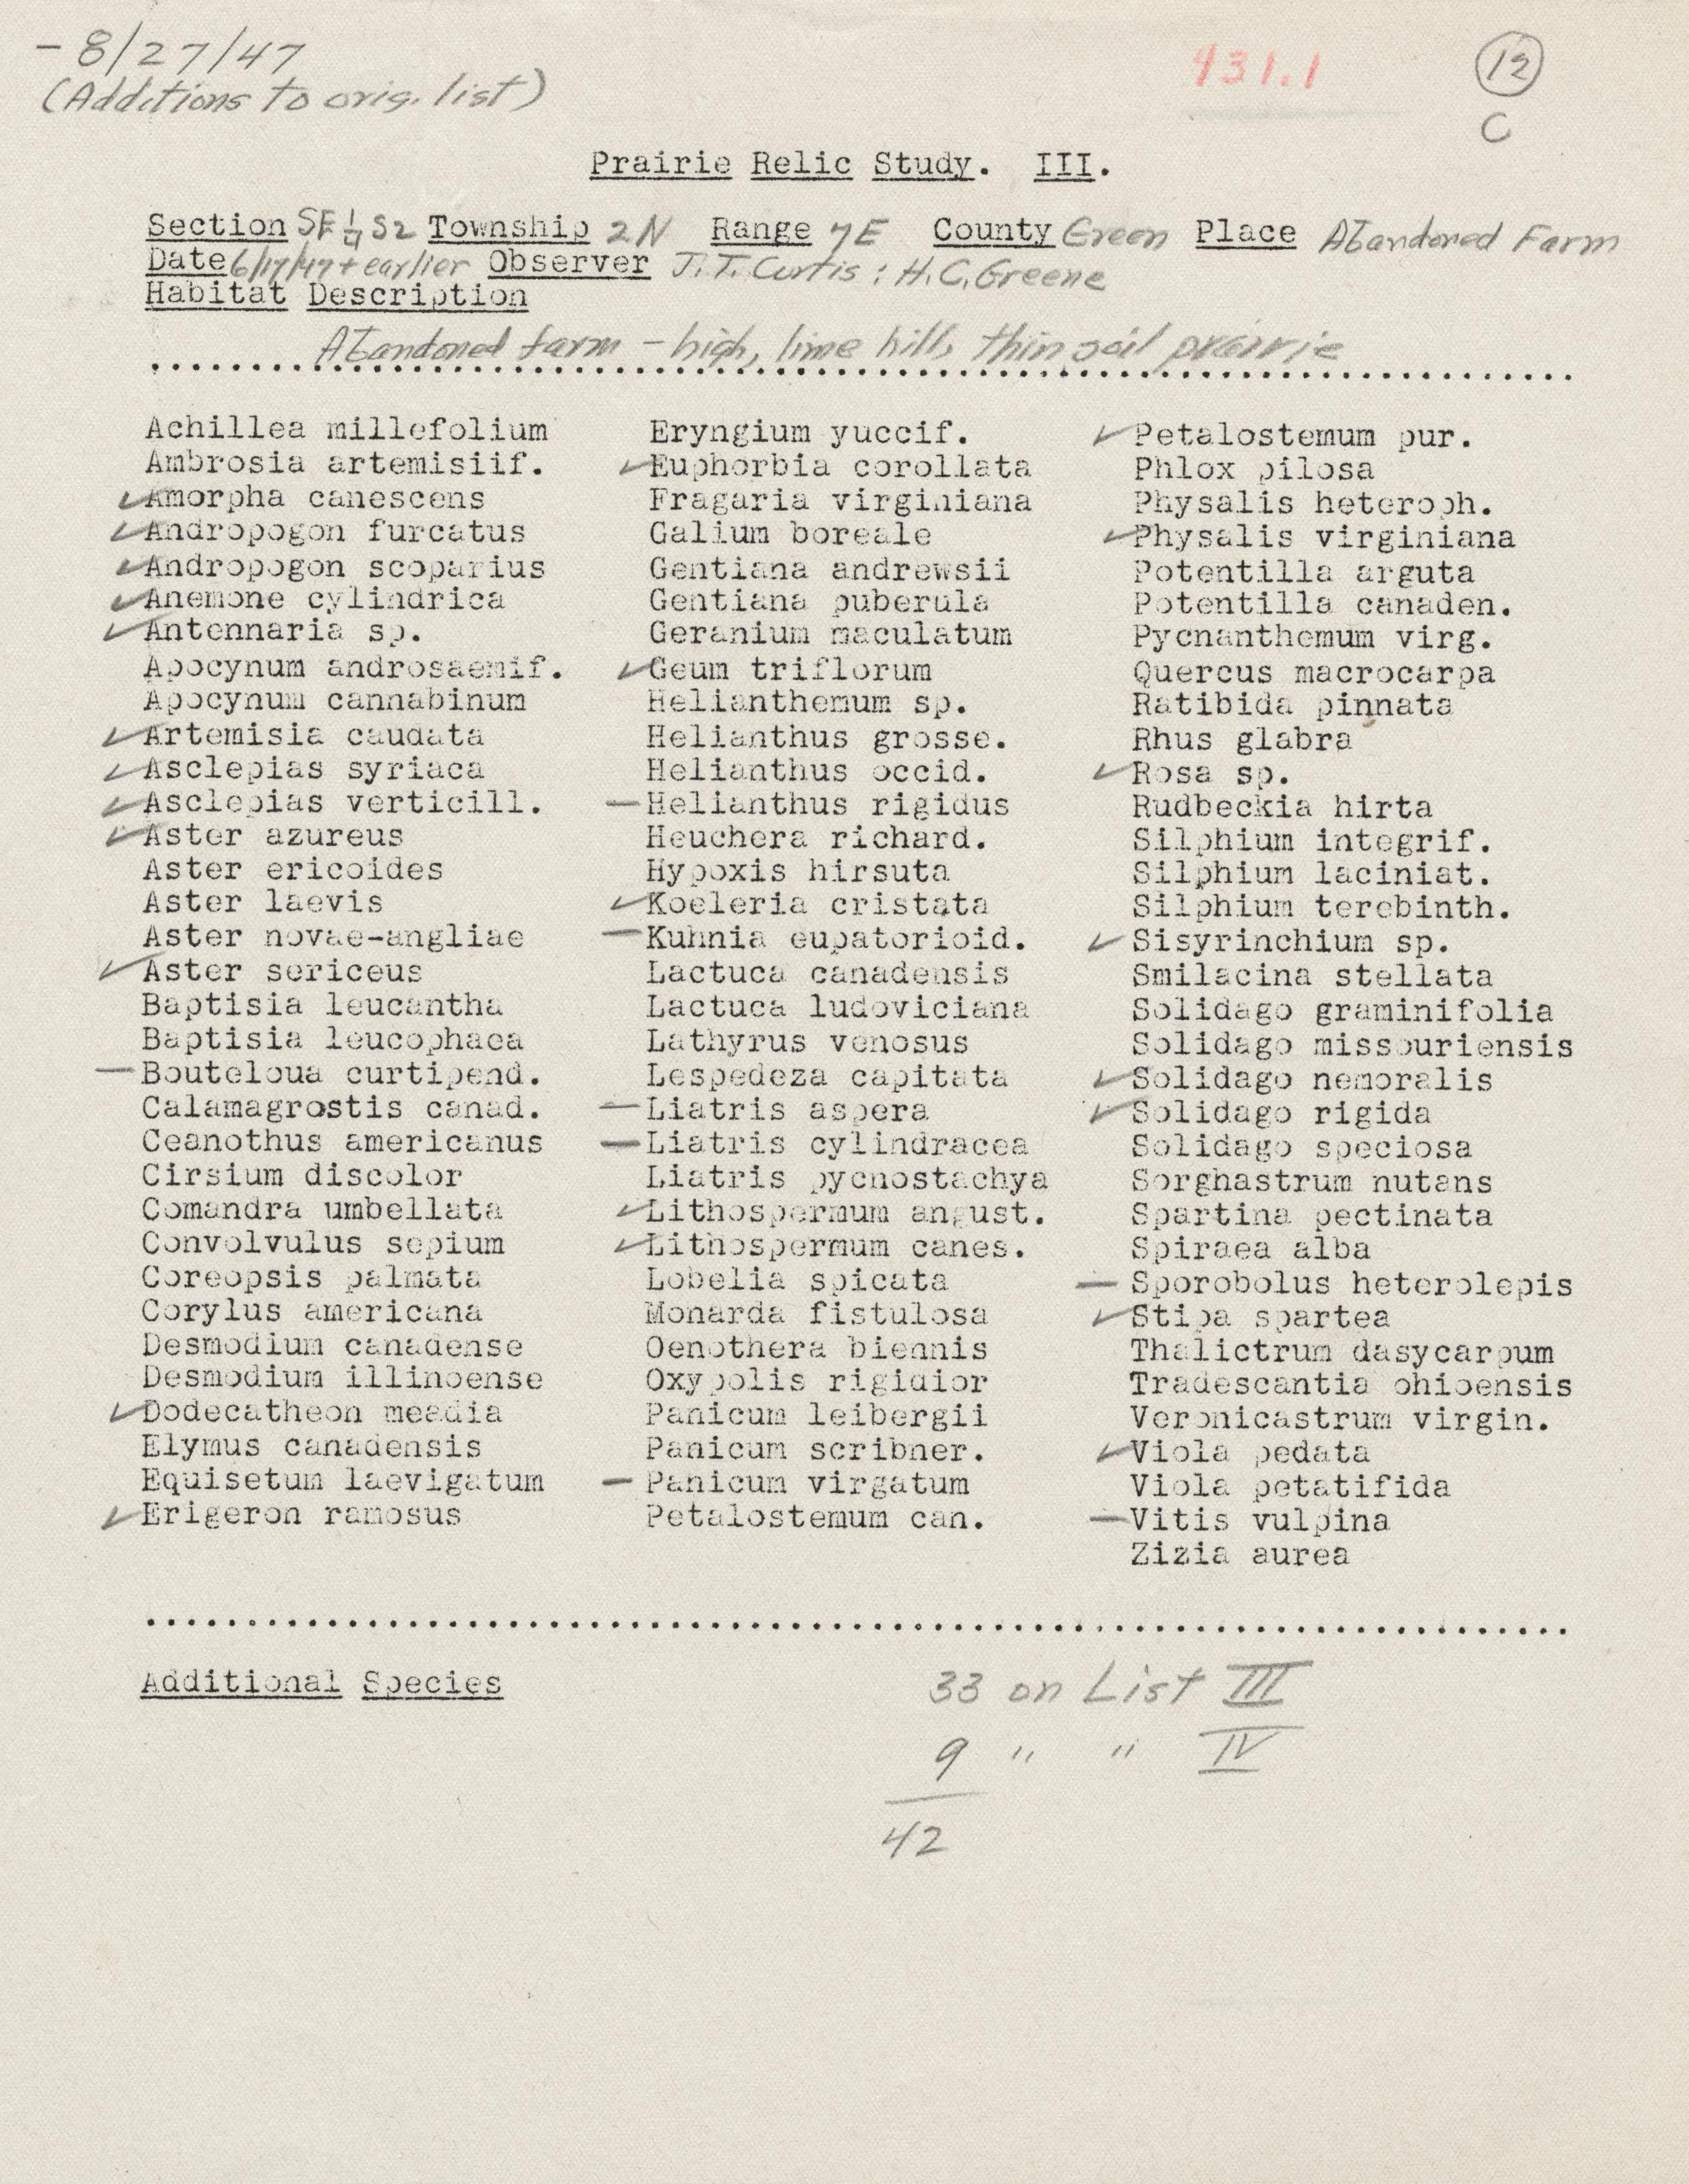 - 8/27/47
(Additions to orig. list)
431.1
12
C
Prairie Relic Study. III.
Section SE 1/4 S2 Township 2N Range 7E County Green Place Abandoned Farm
Date 6/17/47 + earlier Observer J.T. Curtis : H.C. Greene
Habitat Description
Abandoned farm - high, lime hill, thin soil prairie
Achillea millefolium
Ambrosia artemisiif.
✓Amorpha canescens
✓Andropogon furcatus
✓Andropogon scoparius
✓Anemone cylindrica
✓Antennaria sp.
Apocynum androsaemif.
Apocynum cannabinum
✓Artemisia caudata
✓Asclepias syriaca
✓Asclepias verticill.
✓Aster azureus
Aster ericoides
Aster laevis
Aster novae-angliae
✓Aster sericeus
Baptisia leucantha
Baptisia leucophaea
—Bouteloua curtipend.
Calamagrostis canad.
Ceanothus americanus
Cirsium discolor
Comandra umbellata
Convolvulus sepium
Coreopsis palmata
Corylus americana
Desmodium canadense
Desmodium illinoense
✓Dodecatheon meadia
Elymus canadensis
Equisetum laevigatum
✓Erigeron ramosus
Eryngium yuccif.
✓Euphorbia corollata
Fragaria virginiana
Galium boreale
Gentiana andrewsii
Gentiana puberula
Geranium maculatum
✓Geum triflorum
Helianthemum sp.
Helianthus grosse.
Helianthus occid.
—Helianthus rigidus
Heuchera richard.
Hypoxis hirsuta
✓Koeleria cristata
—Kuhnia eupatorioid.
Lactuca canadensis
Lactuca ludoviciana
Lathyrus venosus
Lespedeza capitata
—Liatris aspera
—Liatris cylindracea
Liatris pycnostachya
✓Lithospermum angust.
✓Lithospermum canes.
Lobelia spicata
Monarda fistulosa
Oenothera biennis
Oxypolis rigidior
Panicum leibergii
Panicum scribner.
—Panicum virgatum
Petalostemum can.
✓Petalostemum pur.
Phlox pilosa
Physalis heteroph.
✓Physalis virginiana
Potentilla arguta
Potentilla canaden.
Pycnanthemum virg.
Quercus macrocarpa
Ratibida pinnata
Rhus glabra
✓Rosa sp.
Rudbeckia hirta
Silphium integrif.
Silphium laciniat.
Silphium terebinth.
✓Sisyrinchium sp.
Smilacina stellata
Solidago graminifolia
Solidago missouriensis
✓Solidago nemoralis
✓Solidago rigida
Solidago speciosa
Sorghastrum nutans
Spartina pectinata
Spiraea alba
—Sporobolus heterolepis
✓Stipa spartea
Thalictrum dasycarpum
Tradescantia ohioensis
Veronicastrum virgin.
✓Viola pedata
Viola petatifida
—Vitis vulpina
Zizia aurea
Additional Species
33 on List III
9 " " IV
42